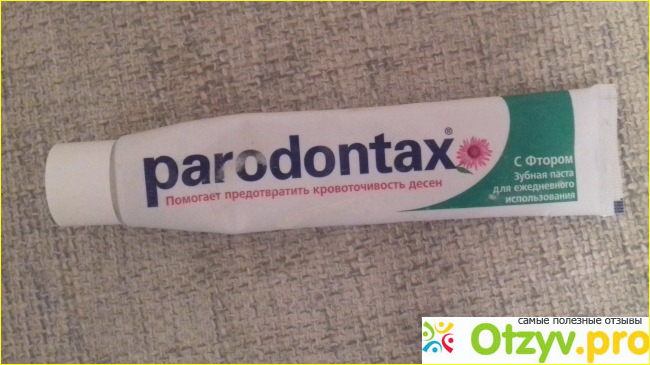 parodontax®
Помогает предотвратить кровоточивость десен
С Фтором
Зубная паста
для ежедневного
использования
самые полезные отзывы
Otzyv.pro